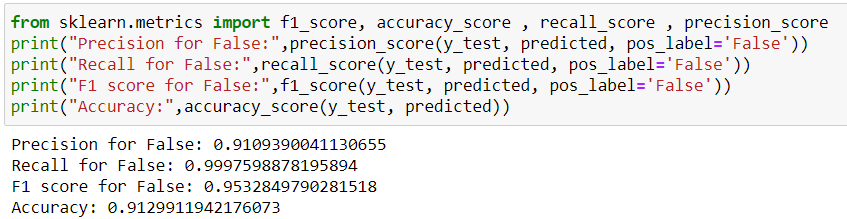 from sklearn.metrics import f1_score, accuracy_score , recall_score , precision_score
print("Precision for False:",precision_score(y_test, predicted, pos_label='False'))
print("Recall for False:",recall_score(y_test, predicted, pos_label='False'))
print("F1 score for False:",f1_score(y_test, predicted, pos_label='False'))
print("Accuracy:",accuracy_score(y_test, predicted))
Precision for False: 0.9109390041130655
Recall for False: 0.9997598878195894
F1 score for False: 0.9532849790281518
Accuracy: 0.9129911942176073